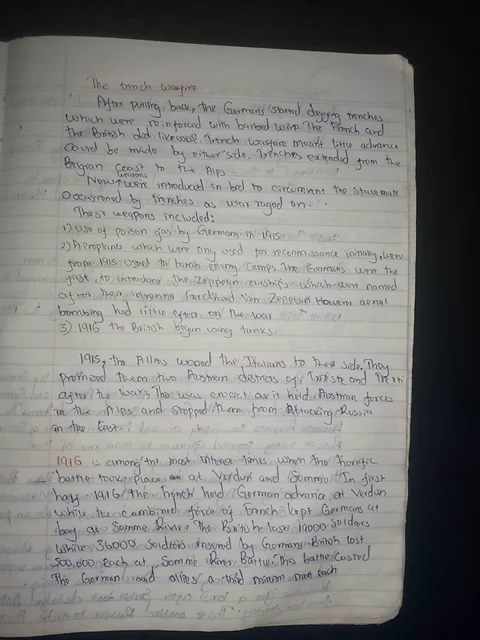 The trench warfire
After pulling back, the Germans started digging trenches
which were reinforced with barbed wire. The French and
the British did likewise. Trench warfare meant little advance
could be made by either side. Trenches extended from the
Belgian Coast to the Alps
New weapons were introduced in bid to circumvent the stalemate
Occasioned by trenches as war raged on.
These weapons included:
1) Use of poison gas by Germans in 1915
2) Aeroplans which were only used for reconnaissance initially, were
from 1915 used to bomb enemy camps. The Germans were the
first to introduce the Zeppelin airships which were named
after their inventor Ferdinand Von Zeppelin. However aerial
bombing had little effect on the war
3) 1916 the British began using tanks.
1915, the Allies wooed the Italians to their side. They
promised them two Austrian districts of Trieste and
after the war. This was crucial as it held Austrian forces
in the Alps and stopped them from Attacking Russia
in the East
1916 is among the most intense times when the horrific
battle took place at Verdun and Somme. In first
half 1916 the French held German advance at Verdun
while the combined force of French kept Germans at
bay at Somme River. The British lost 19000 Soldiers
while 36000 Soldiers injured by Germans. British lost
500,000 each at Somme River Battle. The battle Costed
The German and allies a third million men each